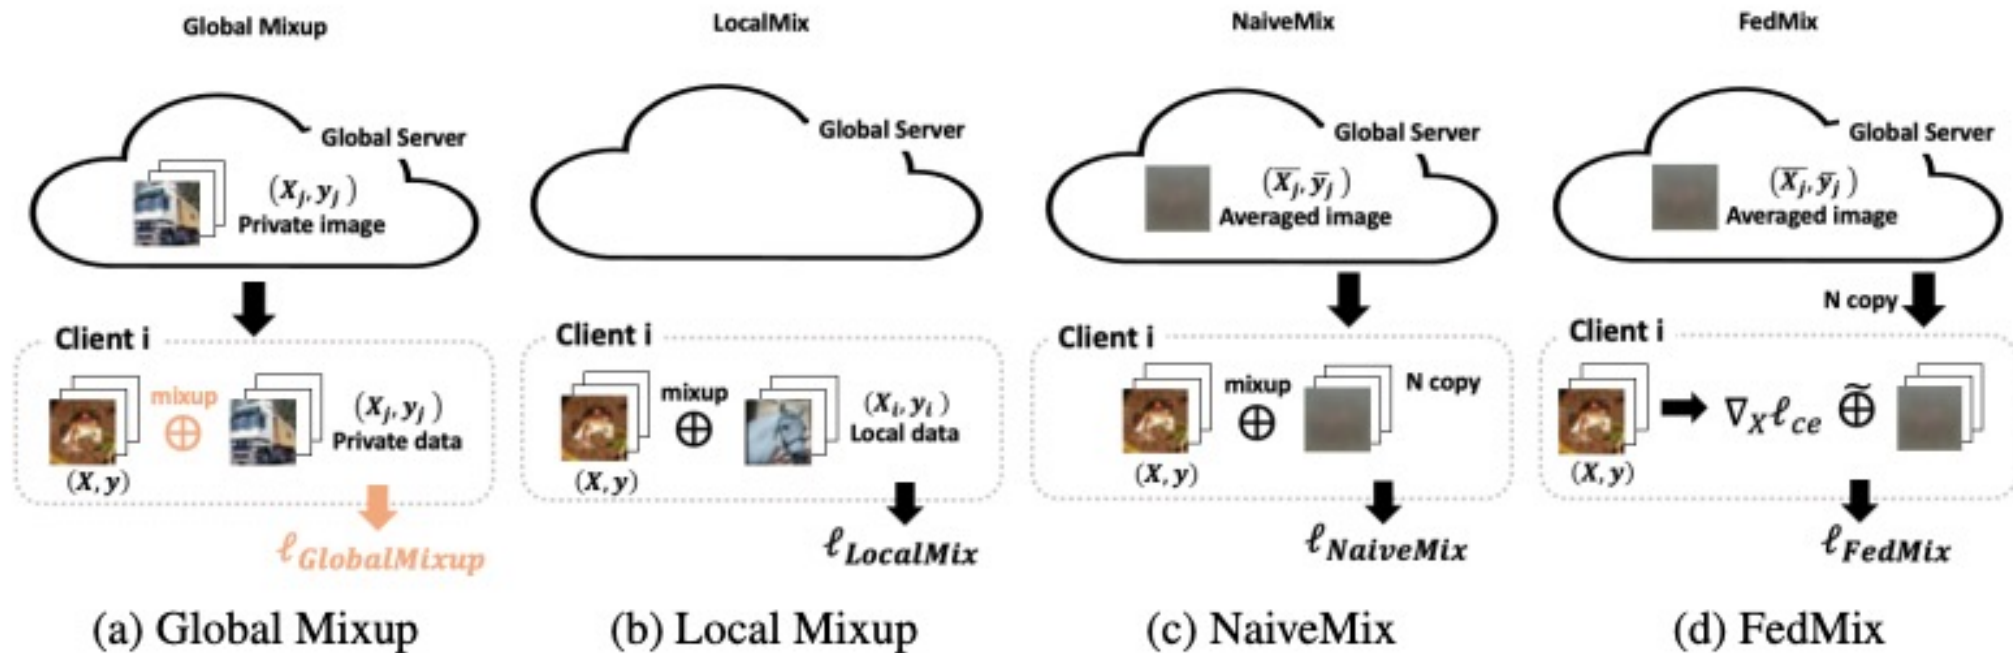 Global Mixup
Global Server
(X_j, y_j)
Private image
Client i
mixup
⊕
(X, y)
(X_j, y_j)
Private data
ℓ_GlobalMixup
(a) Global Mixup
LocalMix
Global Server
Client i
mixup
⊕
(X, y)
(X_i, y_i)
Local data
ℓ_LocalMix
(b) Local Mixup
NaiveMix
Global Server
(X̄_j, ȳ_j)
Averaged image
Client i
mixup
⊕
N copy
(X, y)
ℓ_NaiveMix
(c) NaiveMix
FedMix
Global Server
(X̄_j, ȳ_j)
Averaged image
N copy
Client i
∇_X ℓ_ce ⊕̃
(X, y)
ℓ_FedMix
(d) FedMix